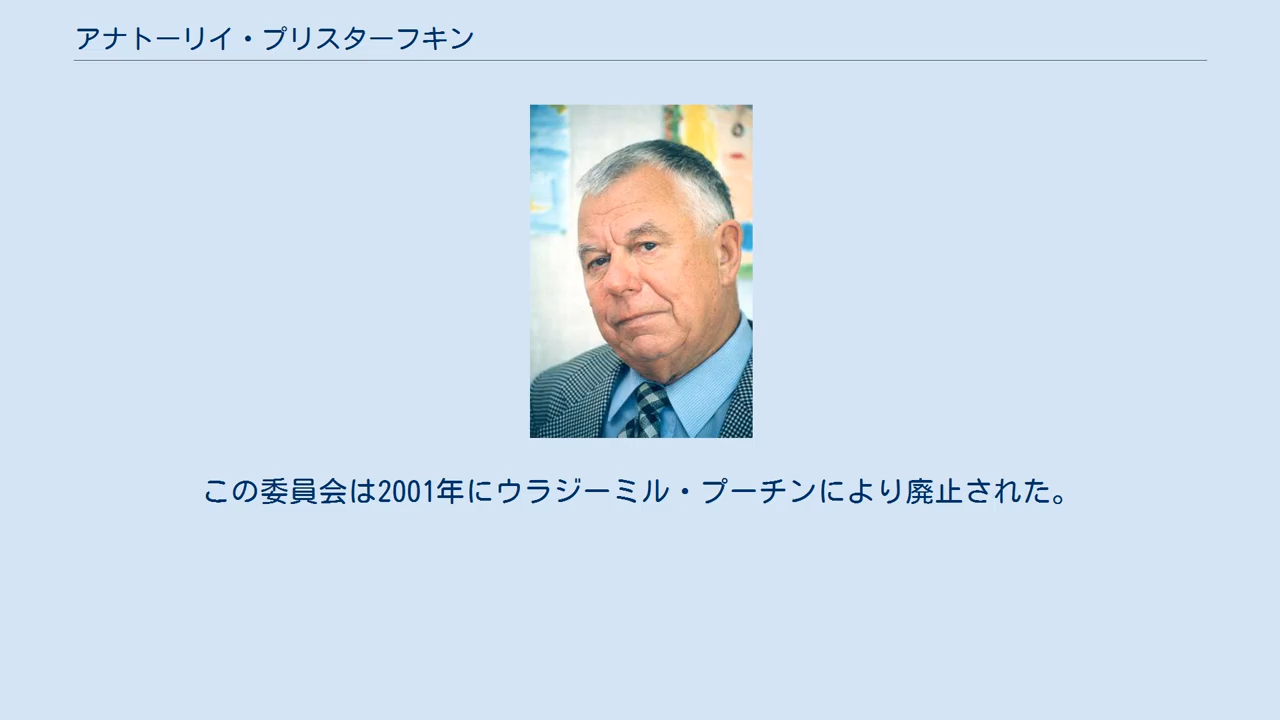 アナトーリイ・プリスターフキン
この委員会は2001年にウラジーミル・プーチンにより廃止された。